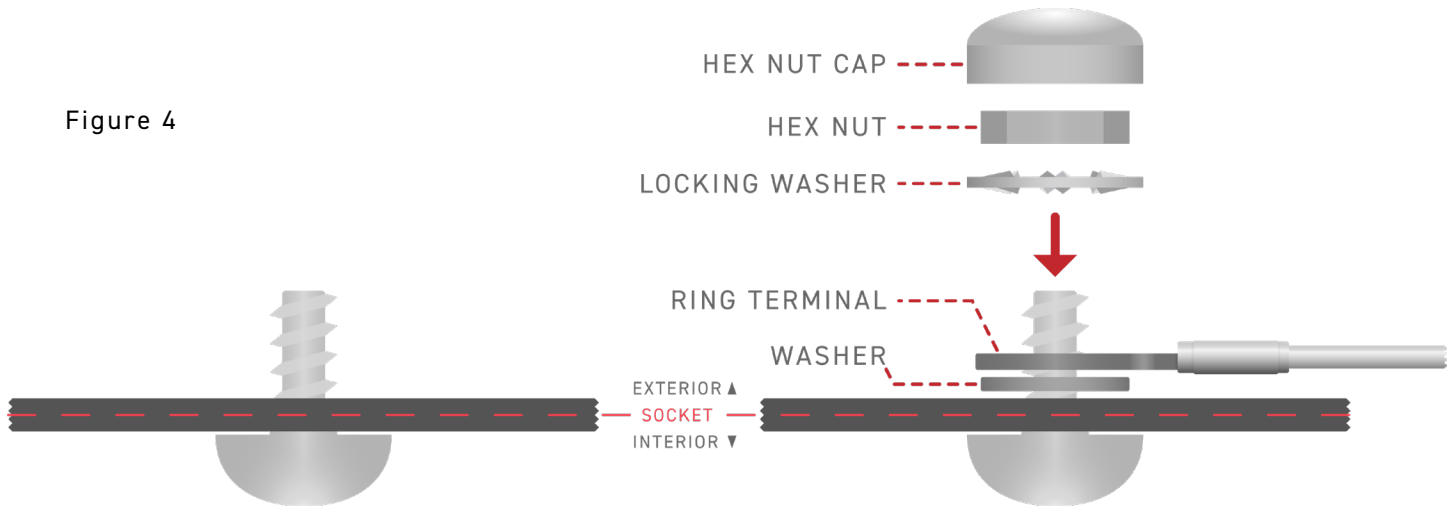 HEX NUT CAP
Figure 4
HEX NUT
LOCKING WASHER
RING TERMINAL
WASHER
EXTERIOR ▲
SOCKET
INTERIOR ▼